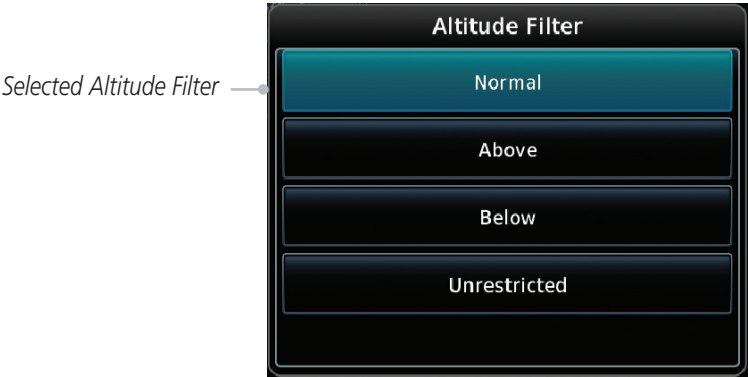 Altitude Filter
Selected Altitude Filter
Normal
Above
Below
Unrestricted